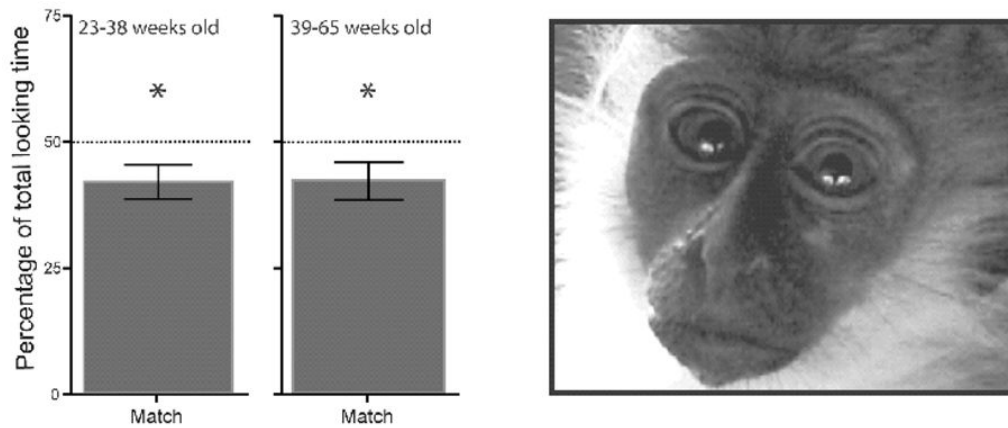 75
23-38 weeks old
39-65 weeks old
*
*
50
25
0
Percentage of total looking time
Match
Match